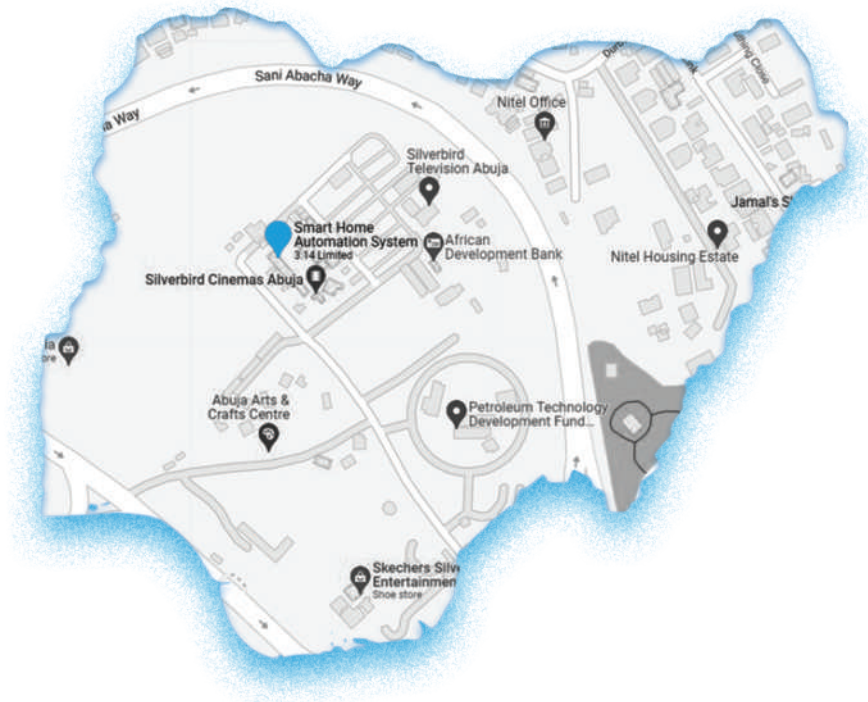 Sani Abacha Way
Way
Nitel Office
Silverbird
Television Abuja
Jamal's
Smart Home
Automation System
3.14 Limited
African
Development Bank
Nitel Housing Estate
Silverbird Cinemas Abuja
Abuja Arts &
Crafts Centre
Petroleum Technology
Development Fund...
Skechers
Entertainmen
Shoe store